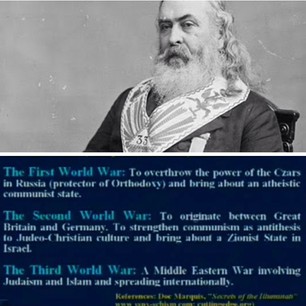 33
The First World War: To overthrow the power of the Czars
in Russia (protector of Orthodoxy) and bring about an atheistic
communist state.
The Second World War: To originate between Great
Britain and Germany. To strengthen communism as antithesis
to Judeo-Christian culture and bring about a Zionist State in
Israel.
The Third World War: A Middle Eastern War involving
Judaism and Islam and spreading internationally.
References: Doc Marquis, "Secrets of the Illuminati"